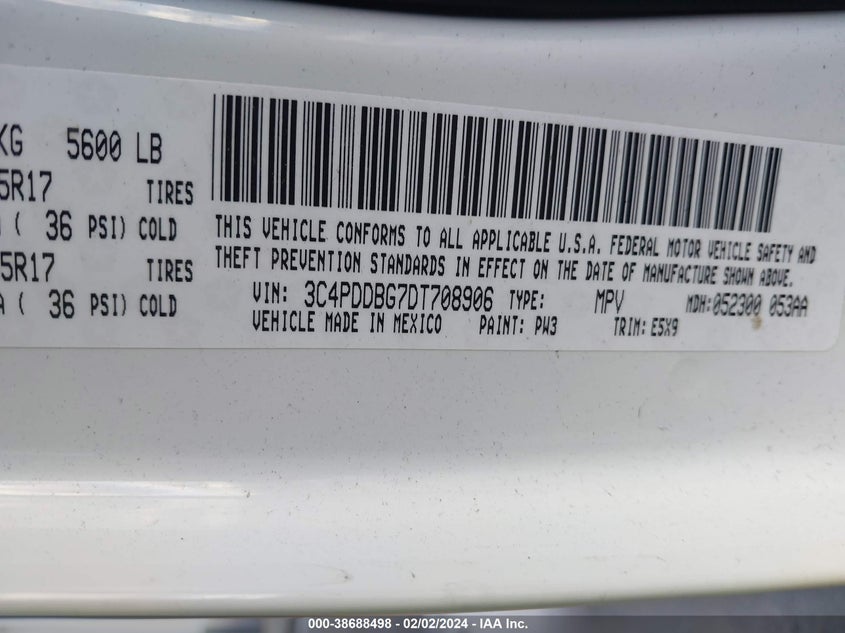 KG 5600 LB
5R17 TIRES
( 36 PSI) COLD
5R17 TIRES
A ( 36 PSI) COLD
THIS VEHICLE CONFORMS TO ALL APPLICABLE U.S.A. FEDERAL MOTOR VEHICLE SAFETY AND
THEFT PREVENTION STANDARDS IN EFFECT ON THE DATE OF MANUFACTURE SHOWN ABOVE.
VIN: 3C4PDDBG7DT708906 TYPE: MPV MDH:052300 053AA
VEHICLE MADE IN MEXICO PAINT: PW3 TRIM: E5X9
000-38688498 - 02/02/2024 - IAA Inc.